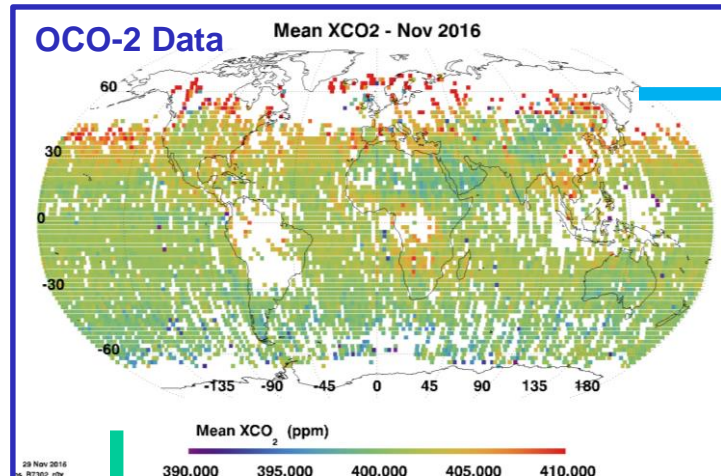 OCO-2 Data
Mean XCO2 - Nov 2016
60
30
0
-30
-60
-135 -90 -45 0 45 90 135 180
Mean XCO₂ (ppm)
29 Nov 2016
390.000 395.000 400.000 405.000 410.000